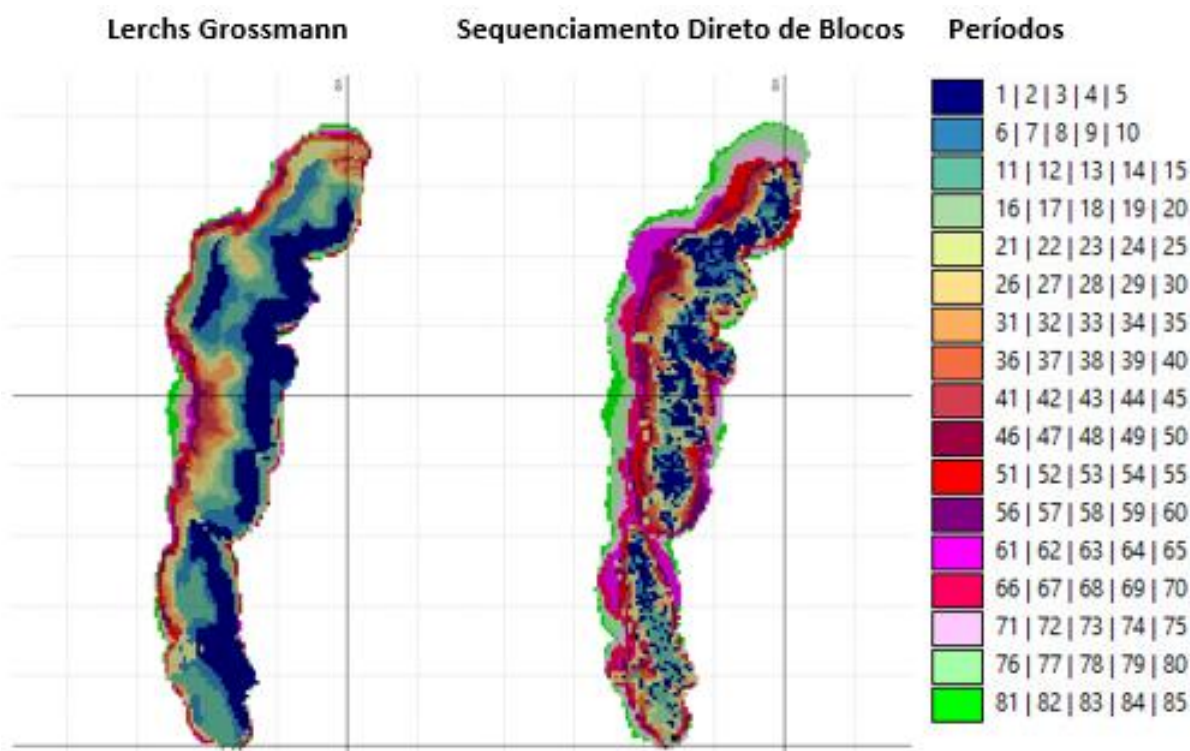 Lerchs Grossmann
Sequenciamento Direto de Blocos
Períodos
1 | 2 | 3 | 4 | 5
6 | 7 | 8 | 9 | 10
11 | 12 | 13 | 14 | 15
16 | 17 | 18 | 19 | 20
21 | 22 | 23 | 24 | 25
26 | 27 | 28 | 29 | 30
31 | 32 | 33 | 34 | 35
36 | 37 | 38 | 39 | 40
41 | 42 | 43 | 44 | 45
46 | 47 | 48 | 49 | 50
51 | 52 | 53 | 54 | 55
56 | 57 | 58 | 59 | 60
61 | 62 | 63 | 64 | 65
66 | 67 | 68 | 69 | 70
71 | 72 | 73 | 74 | 75
76 | 77 | 78 | 79 | 80
81 | 82 | 83 | 84 | 85